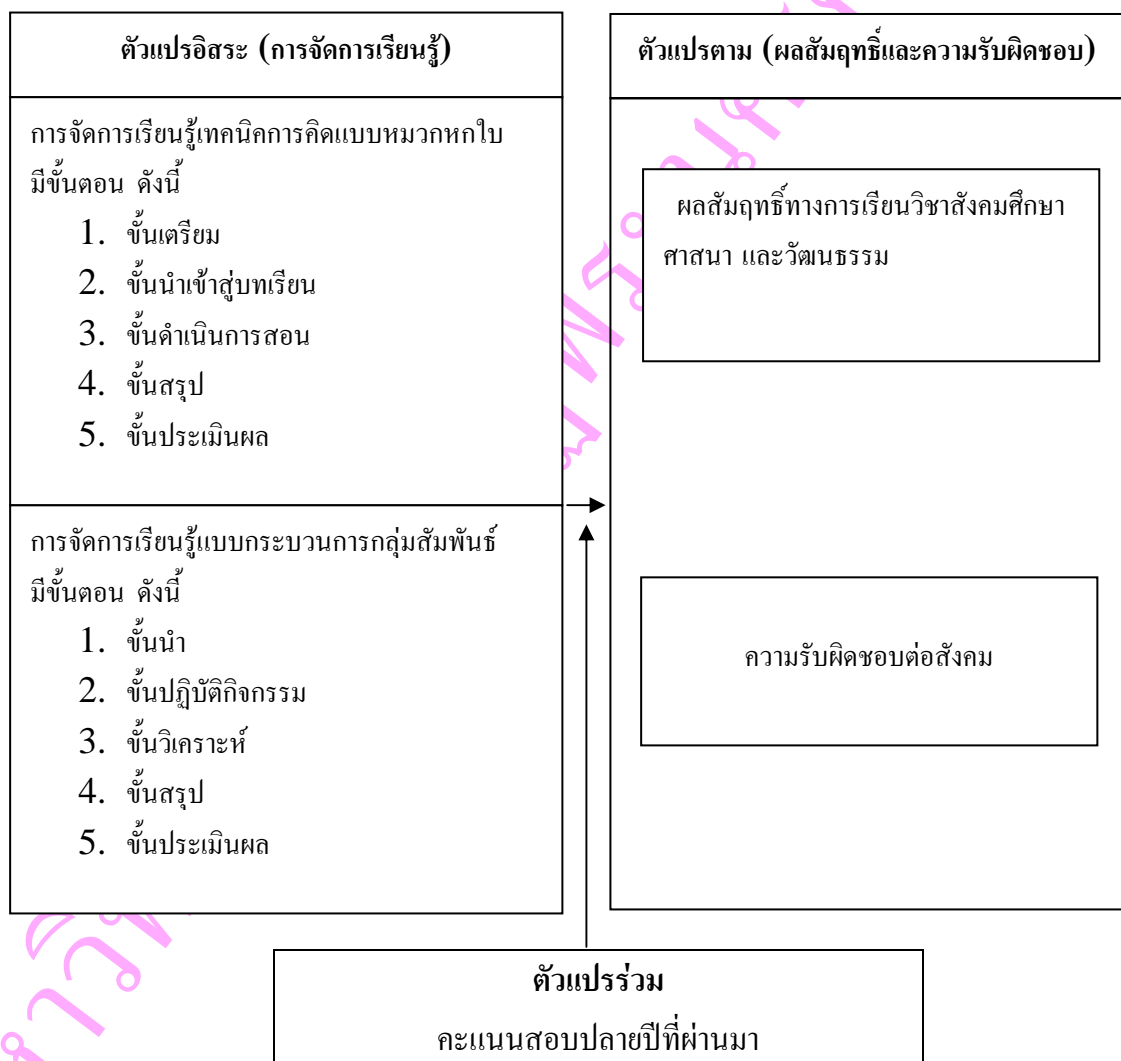 ตัวแปรอิสระ (การจัดการเรียนรู้)
การจัดการเรียนรู้เทคนิคการคิดแบบหมวกหกใบ
มีขั้นตอน ดังนี้
1. ขั้นเตรียม
2. ขั้นนำเข้าสู่บทเรียน
3. ขั้นดำเนินการสอน
4. ขั้นสรุป
5. ขั้นประเมินผล
การจัดการเรียนรู้แบบกระบวนการกลุ่มสัมพันธ์
มีขั้นตอน ดังนี้
1. ขั้นนำ
2. ขั้นปฏิบัติกิจกรรม
3. ขั้นวิเคราะห์
4. ขั้นสรุป
5. ขั้นประเมินผล
ตัวแปรตาม (ผลสัมฤทธิ์และความรับผิดชอบ)
ผลสัมฤทธิ์ทางการเรียนวิชาสังคมศึกษา
ศาสนา และวัฒนธรรม
ความรับผิดชอบต่อสังคม
ตัวแปรร่วม
คะแนนสอบปลายปีที่ผ่านมา